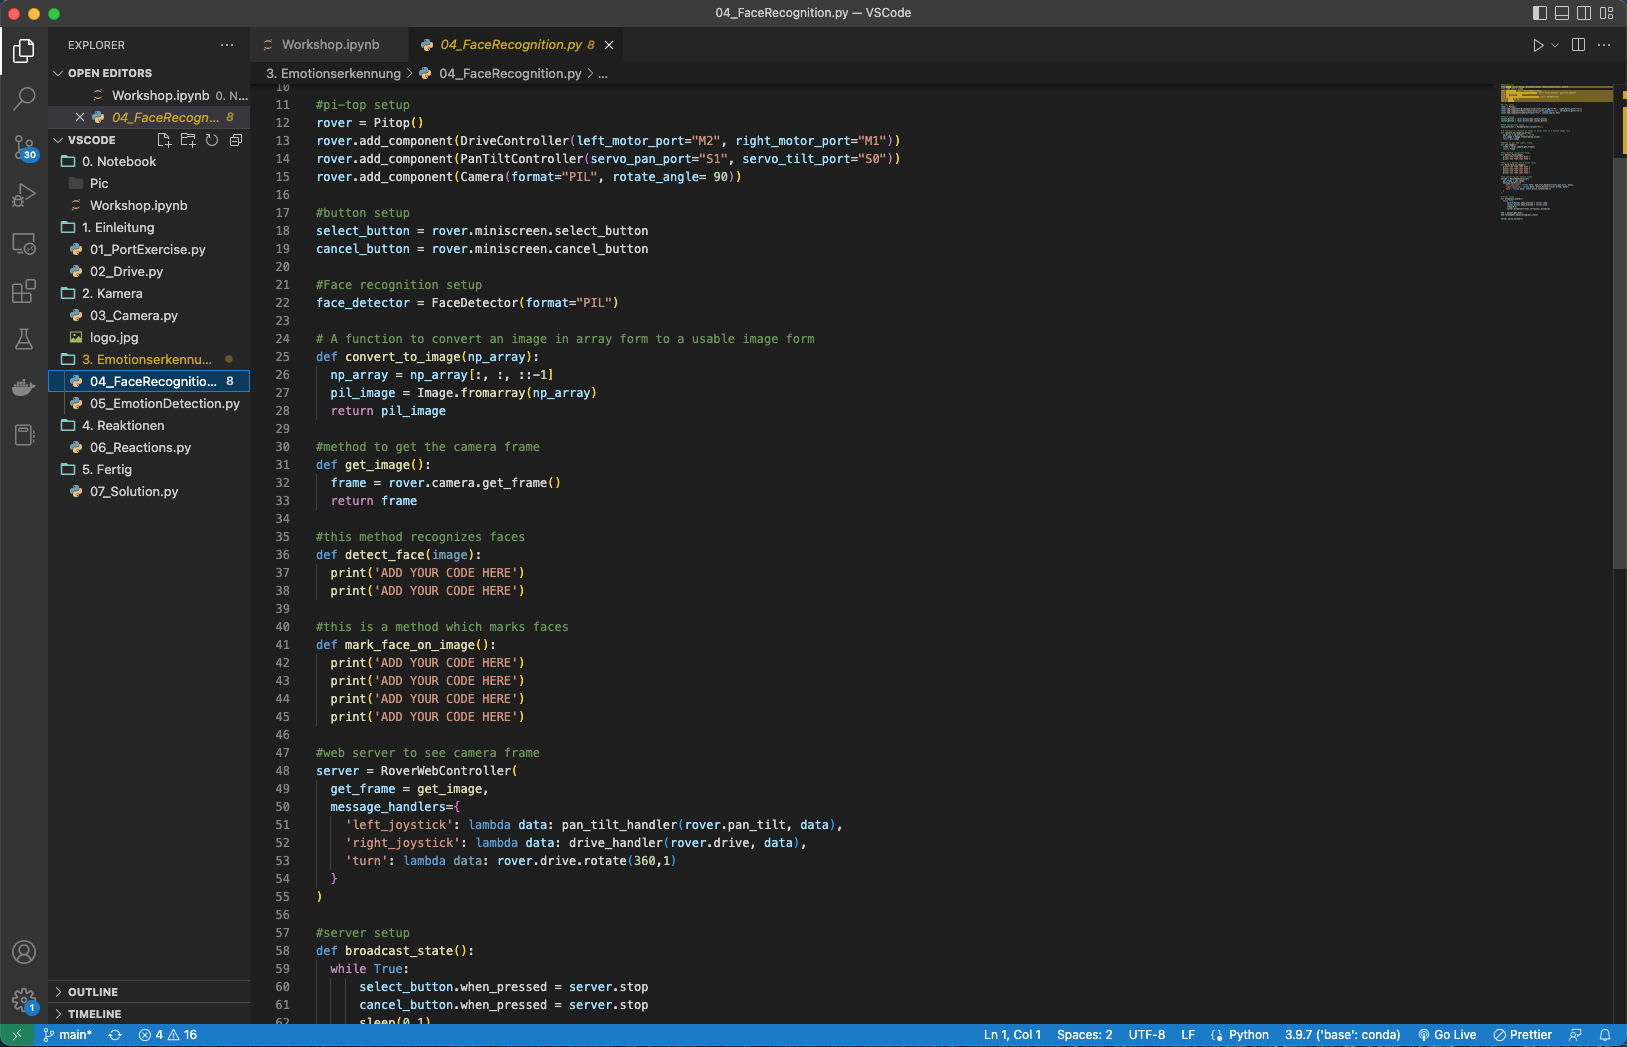 04_FaceRecognition.py — VSCode
EXPLORER
Workshop.ipynb
04_FaceRecognition.py 8
OPEN EDITORS
3. Emotionserkennung > 04_FaceRecognition.py > ...
Workshop.ipynb 0. N...
04_FaceRecogn... 8
VSCODE
0. Notebook
Pic
Workshop.ipynb
1. Einleitung
01_PortExercise.py
02_Drive.py
2. Kamera
03_Camera.py
logo.jpg
3. Emotionserkennu...
04_FaceRecognitio... 8
05_EmotionDetection.py
4. Reaktionen
06_Reactions.py
5. Fertig
07_Solution.py
OUTLINE
TIMELINE
30
1
10
11 #pi-top setup
12 rover = Pitop()
13 rover.add_component(DriveController(left_motor_port="M2", right_motor_port="M1"))
14 rover.add_component(PanTiltController(servo_pan_port="S1", servo_tilt_port="S0"))
15 rover.add_component(Camera(format="PIL", rotate_angle= 90))
16
17 #button setup
18 select_button = rover.miniscreen.select_button
19 cancel_button = rover.miniscreen.cancel_button
20
21 #Face recognition setup
22 face_detector = FaceDetector(format="PIL")
23
24 # A function to convert an image in array form to a usable image form
25 def convert_to_image(np_array):
26 np_array = np_array[:, :, ::-1]
27 pil_image = Image.fromarray(np_array)
28 return pil_image
29
30 #method to get the camera frame
31 def get_image():
32 frame = rover.camera.get_frame()
33 return frame
34
35 #this method recognizes faces
36 def detect_face(image):
37 print('ADD YOUR CODE HERE')
38 print('ADD YOUR CODE HERE')
39
40 #this is a method which marks faces
41 def mark_face_on_image():
42 print('ADD YOUR CODE HERE')
43 print('ADD YOUR CODE HERE')
44 print('ADD YOUR CODE HERE')
45 print('ADD YOUR CODE HERE')
46
47 #web server to see camera frame
48 server = RoverWebController(
49 get_frame = get_image,
50 message_handlers={
51 'left_joystick': lambda data: pan_tilt_handler(rover.pan_tilt, data),
52 'right_joystick': lambda data: drive_handler(rover.drive, data),
53 'turn': lambda data: rover.drive.rotate(360,1)
54 }
55 )
56
57 #server setup
58 def broadcast_state():
59 while True:
60 select_button.when_pressed = server.stop
61 cancel_button.when_pressed = server.stop
62 sleep(0.1)
main* 4 16 Ln 1, Col 1 Spaces: 2 UTF-8 LF Python 3.9.7 ('base': conda) Go Live Prettier